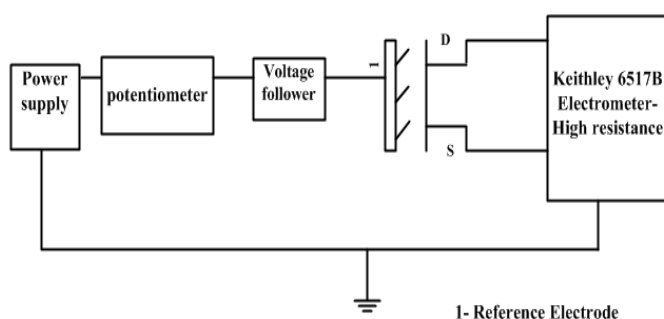 Power
supply
potentiometer
Voltage
follower
1
D
S
Keithley 6517B
Electrometer-
High resistance
1- Reference Electrode